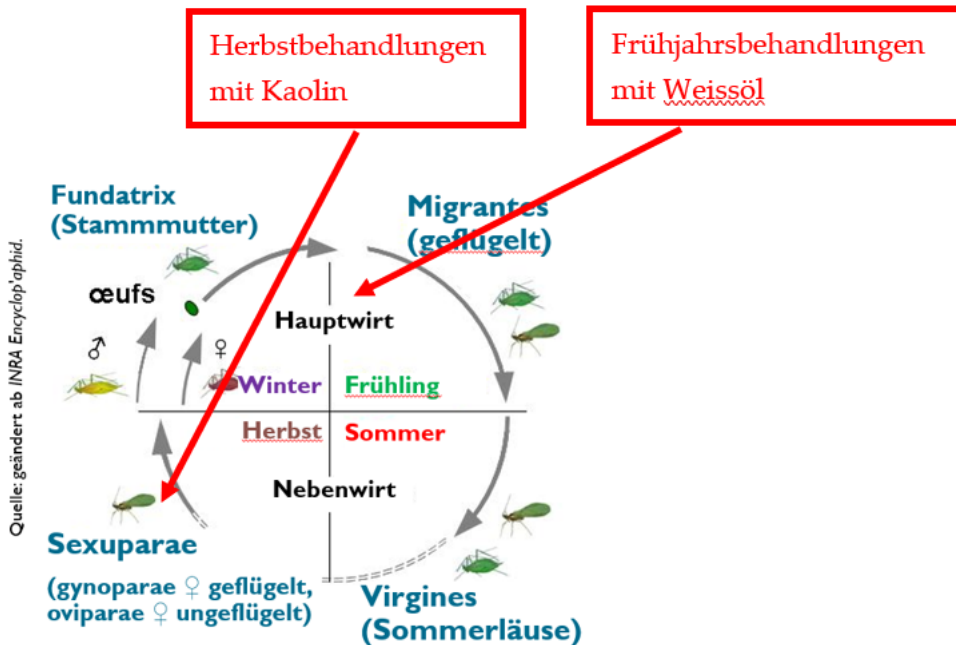 Herbstbehandlungen
mit Kaolin
Frühjahrsbehandlungen
mit Weissöl
Fundatrix
(Stammmutter)
Migrantes
(geflügelt)
œufs
♂
♀
Hauptwirt
Winter
Frühling
Herbst
Sommer
Nebenwirt
Sexuparae
(gynoparae ♀ geflügelt,
oviparae ♀ ungeflügelt)
Virgines
(Sommerläuse)
Quelle: geändert ab INRA Encyclop'aphid.